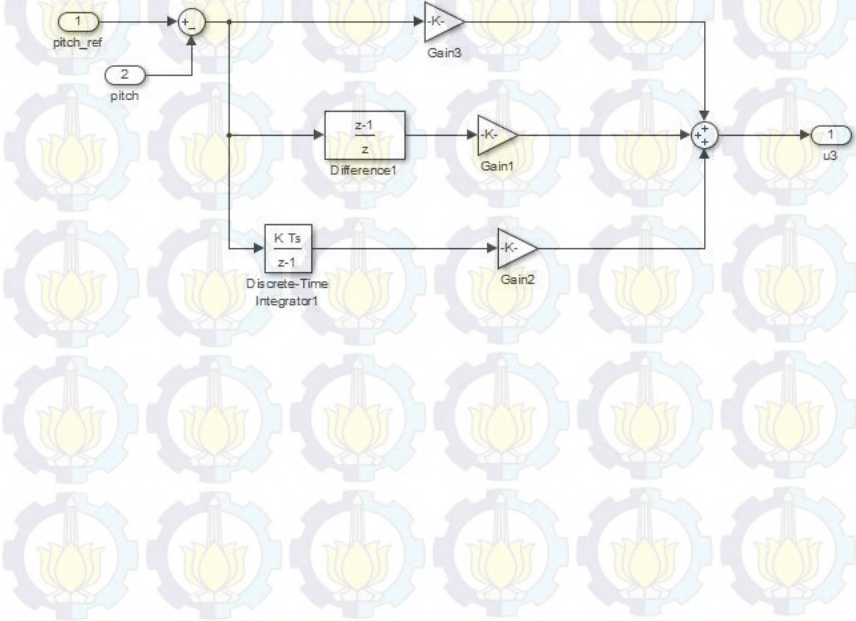 1
pitch_ref
+
-
2
pitch
-K-
Gain3
z-1
z
Difference1
-K-
Gain1
+
+
+
1
u3
K Ts
z-1
Discrete-Time
Integrator1
-K-
Gain2